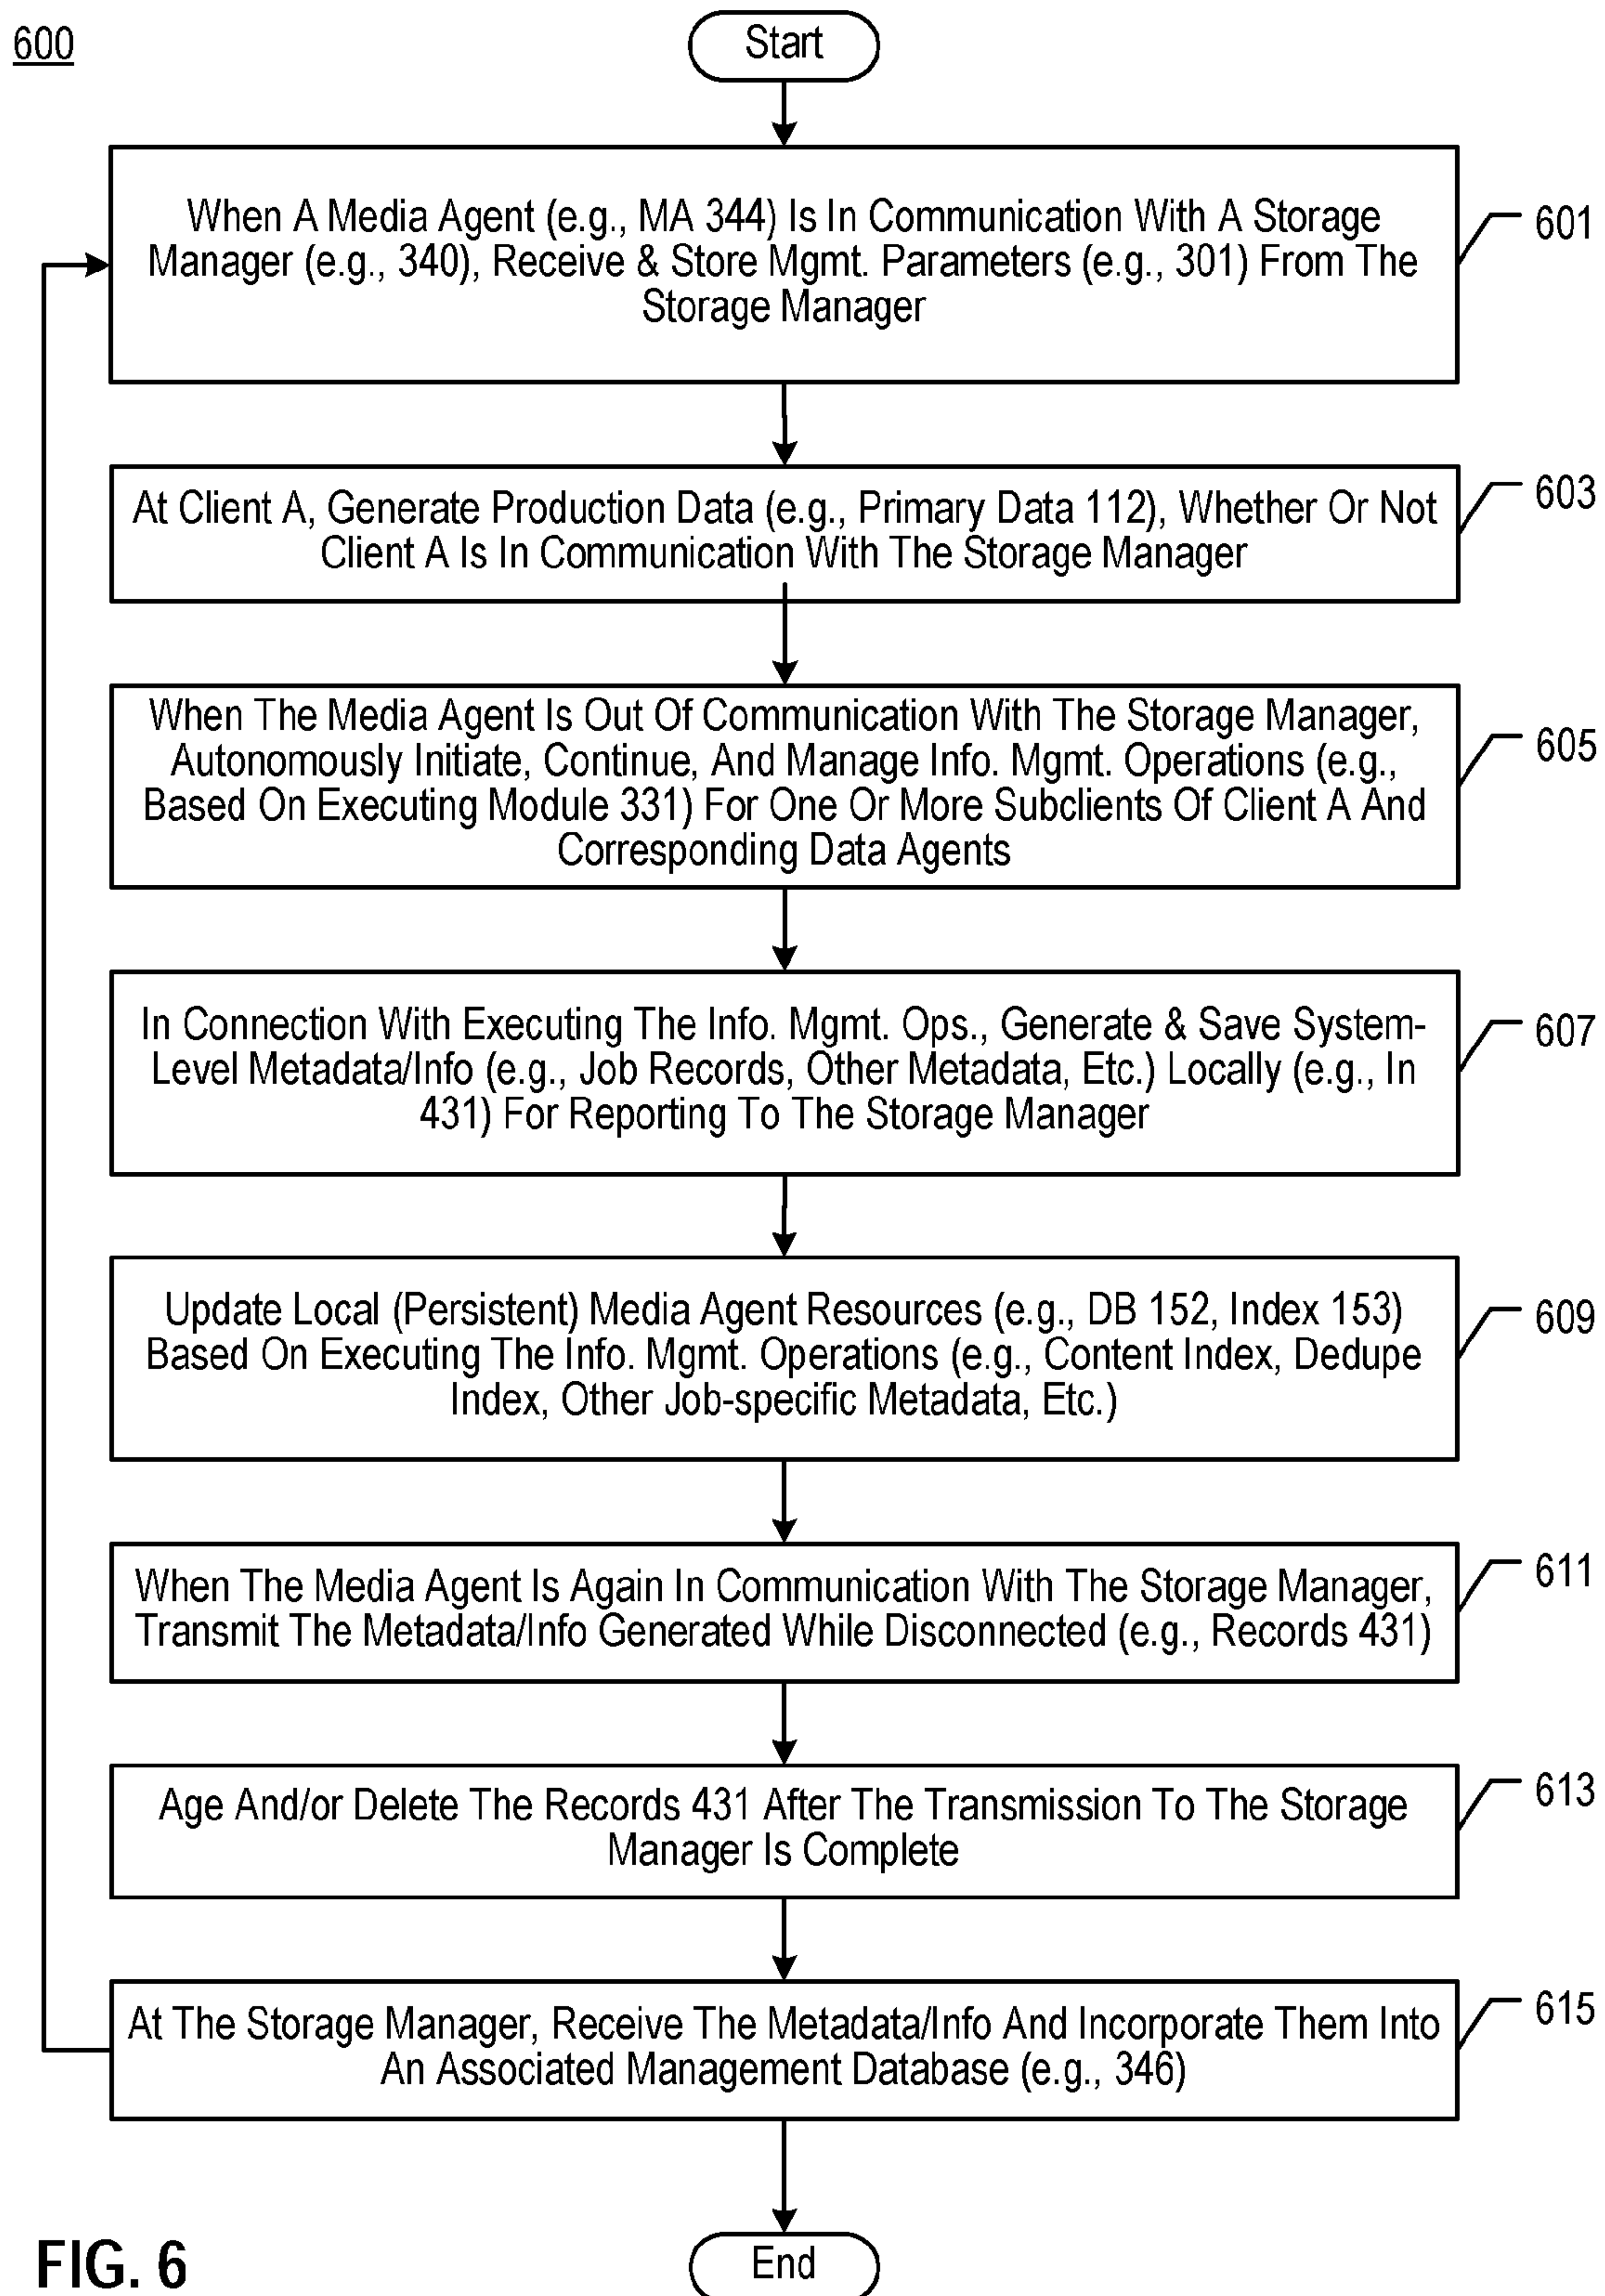 600
Start
When A Media Agent (e.g., MA 344) Is In Communication With A Storage
Manager (e.g., 340), Receive & Store Mgmt. Parameters (e.g., 301) From The
Storage Manager
601
At Client A, Generate Production Data (e.g., Primary Data 112), Whether Or Not
Client A Is In Communication With The Storage Manager
603
When The Media Agent Is Out Of Communication With The Storage Manager,
Autonomously Initiate, Continue, And Manage Info. Mgmt. Operations (e.g.,
Based On Executing Module 331) For One Or More Subclients Of Client A And
Corresponding Data Agents
605
In Connection With Executing The Info. Mgmt. Ops., Generate & Save System-
Level Metadata/Info (e.g., Job Records, Other Metadata, Etc.) Locally (e.g., In
431) For Reporting To The Storage Manager
607
Update Local (Persistent) Media Agent Resources (e.g., DB 152, Index 153)
Based On Executing The Info. Mgmt. Operations (e.g., Content Index, Dedupe
Index, Other Job-specific Metadata, Etc.)
609
When The Media Agent Is Again In Communication With The Storage Manager,
Transmit The Metadata/Info Generated While Disconnected (e.g., Records 431)
611
Age And/or Delete The Records 431 After The Transmission To The Storage
Manager Is Complete
613
At The Storage Manager, Receive The Metadata/Info And Incorporate Them Into
An Associated Management Database (e.g., 346)
615
End
FIG. 6